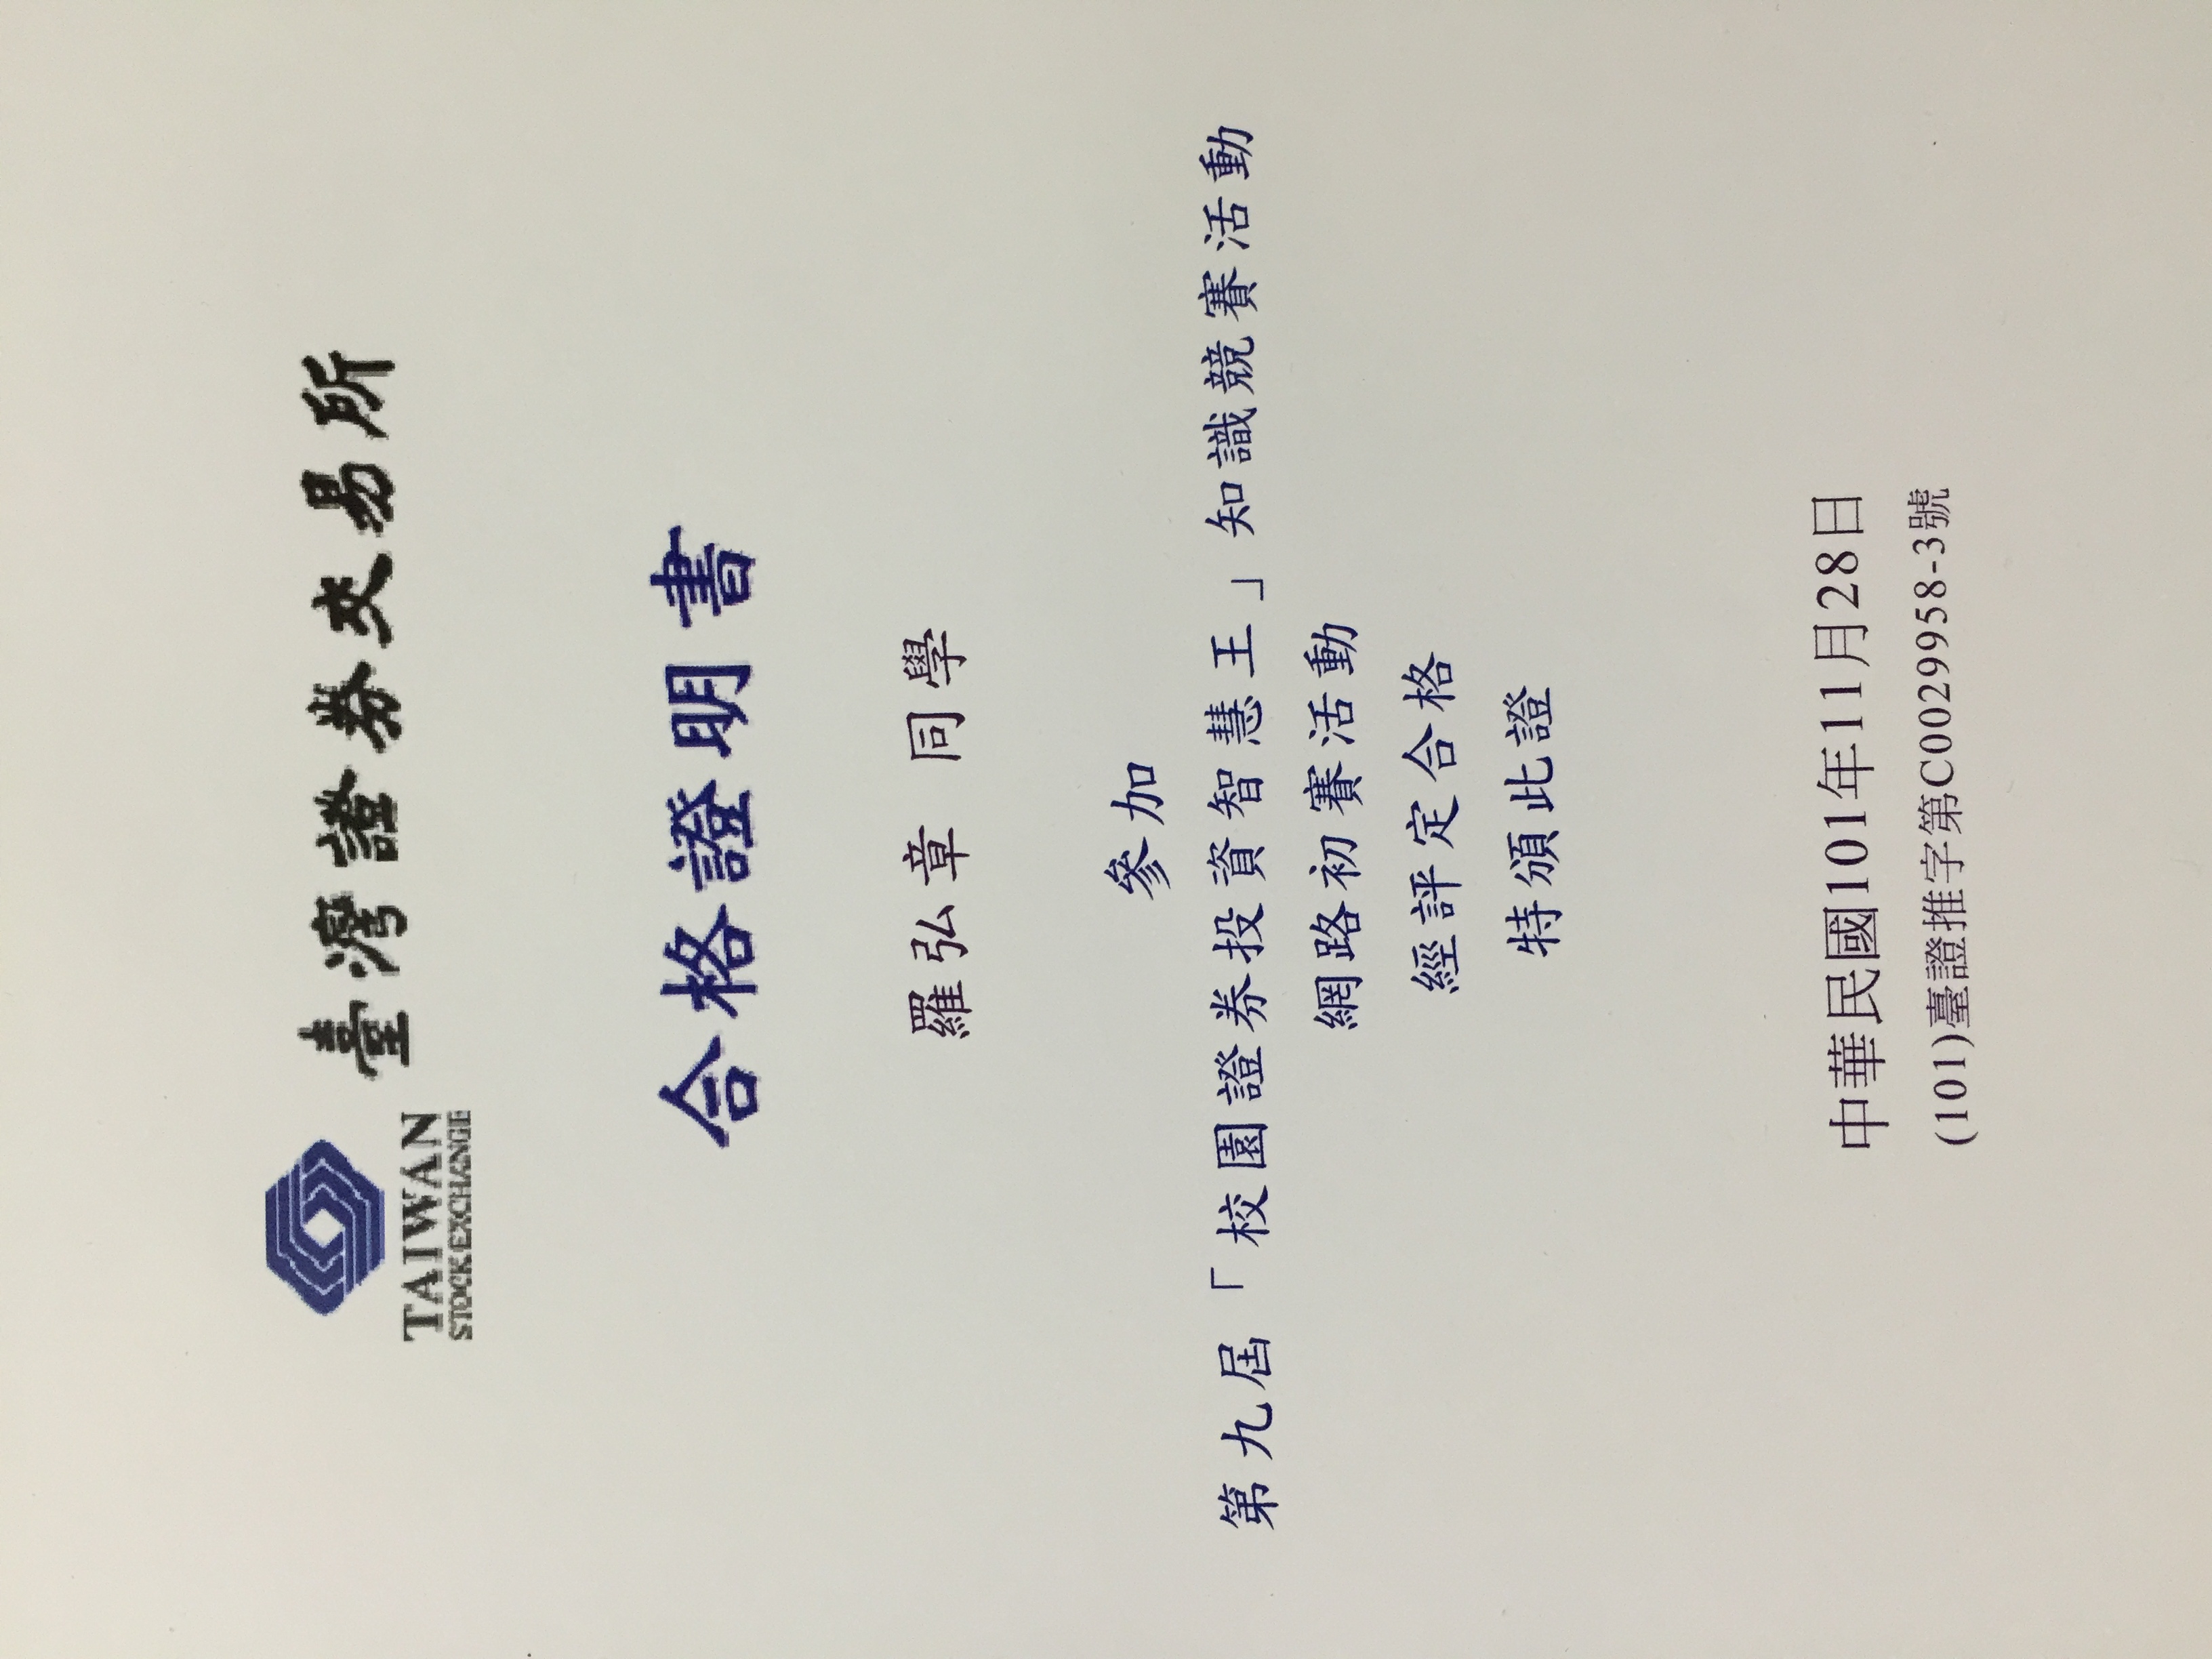 臺灣證券交易所
TAIWAN
STOCK EXCHANGE
合格證明書
羅弘章 同學
參加
第九屆「校園證券投資智慧王」知識競賽活動
網路初賽活動
經評定合格
特頒此證
中華民國101年11月28日
(101)臺證推字第C0029958-3號